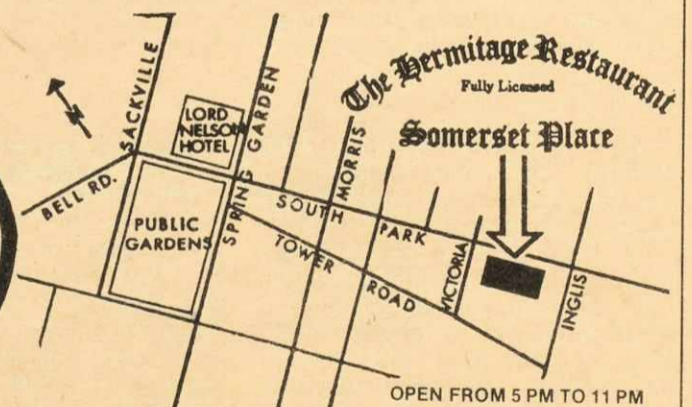 The Hermitage Restaurant
Fully Licensed
Somerset Place
N
SACKVILLE
LORD
NELSON
HOTEL
SPRING GARDEN
MORRIS
BELL RD.
PUBLIC
GARDENS
SOUTH PARK
TOWER ROAD
VICTORIA
INGLIS
OPEN FROM 5 PM TO 11 PM